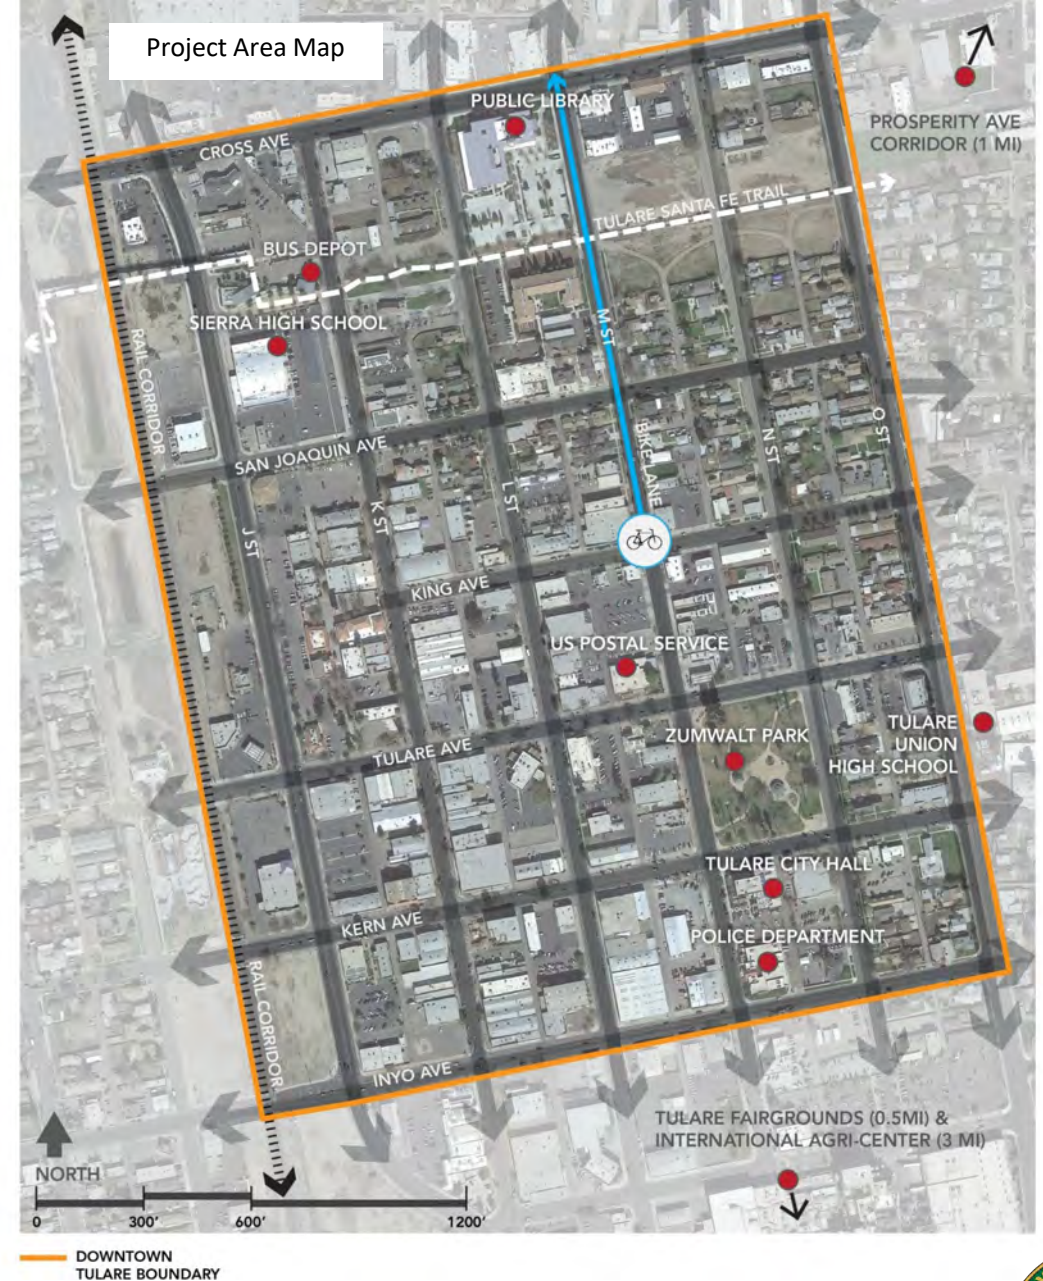 Project Area Map
PUBLIC LIBRARY
PROSPERITY AVE
CORRIDOR (1 MI)
CROSS AVE
TULARE SANTA FE TRAIL
BUS DEPOT
SIERRA HIGH SCHOOL
RAIL CORRIDOR
M ST
SAN JOAQUIN AVE
BIKE LANE
O ST
N ST
L ST
K ST
J ST
KING AVE
US POSTAL SERVICE
ZUMWALT PARK
TULARE
UNION
HIGH SCHOOL
TULARE AVE
TULARE CITY HALL
KERN AVE
POLICE DEPARTMENT
RAIL CORRIDOR
INYO AVE
TULARE FAIRGROUNDS (0.5MI) &
INTERNATIONAL AGRI-CENTER (3 MI)
NORTH
0 300' 600' 1200'
DOWNTOWN
TULARE BOUNDARY